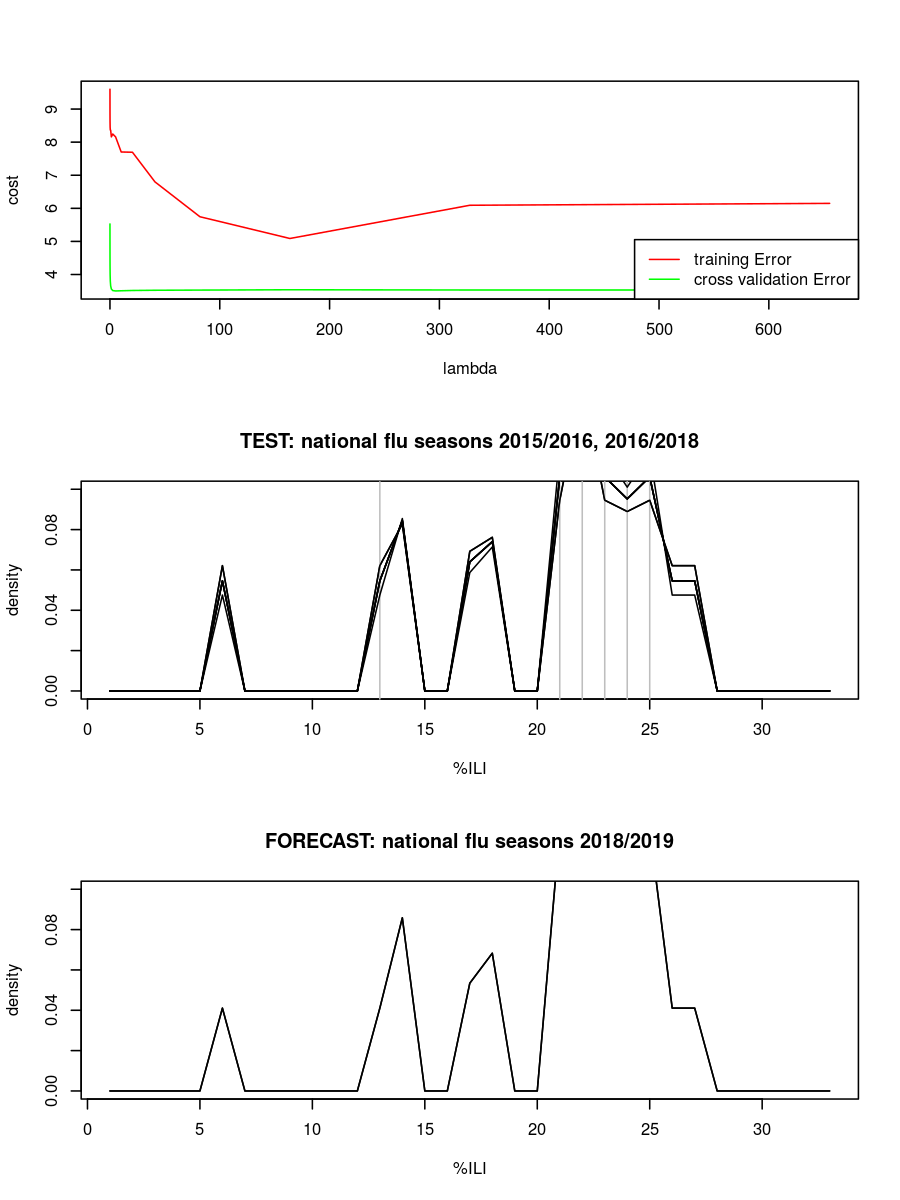 9
8
7
6
5
4
cost
training Error
cross validation Error
0 100 200 300 400 500 600
lambda
TEST: national flu seasons 2015/2016, 2016/2018
0.08
0.04
0.00
density
0 5 10 15 20 25 30
%ILI
FORECAST: national flu seasons 2018/2019
0.08
0.04
0.00
density
0 5 10 15 20 25 30
%ILI